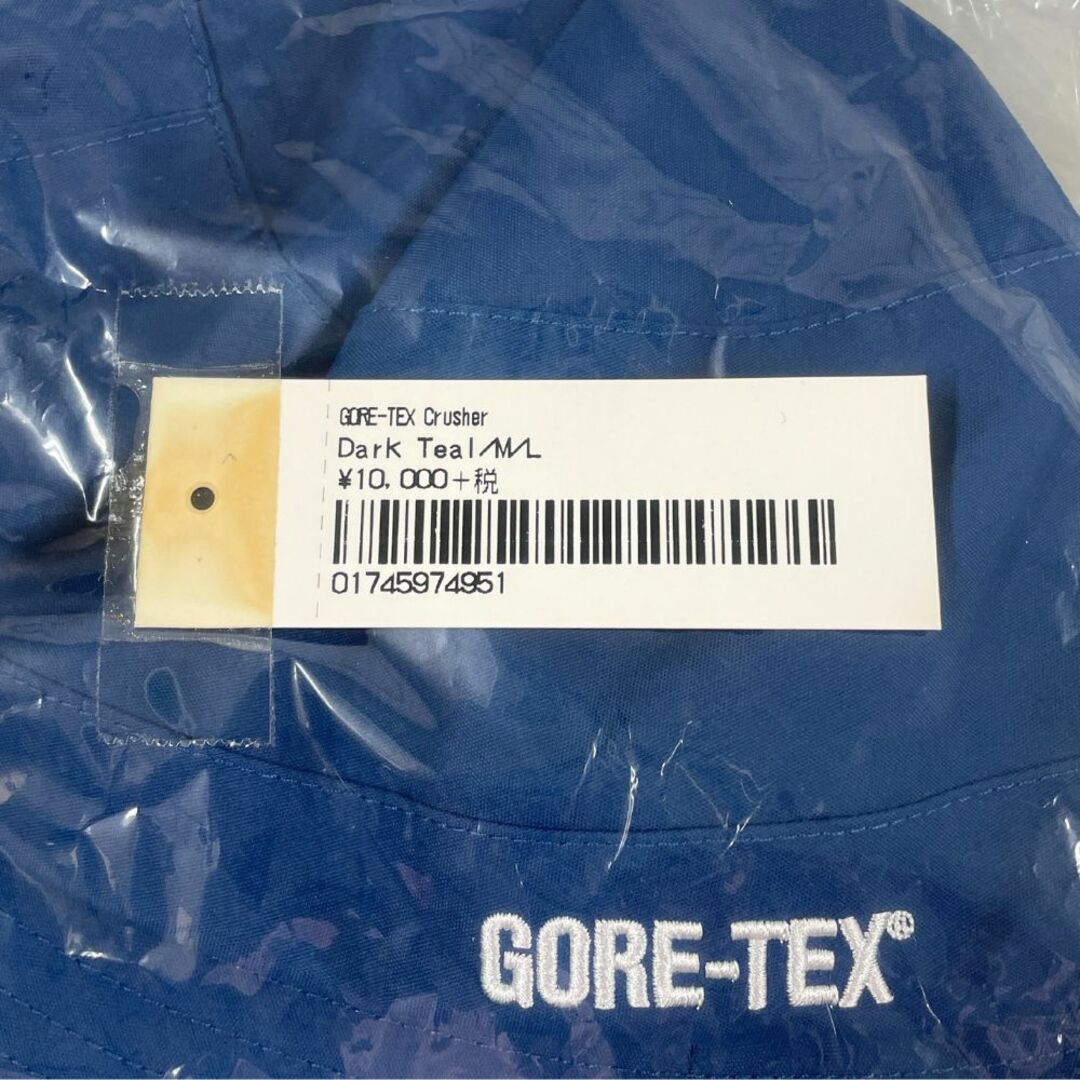 GORE-TEX Crusher
Dark Teal/M/L
¥10,000+税
01745974951
GORE-TEX®